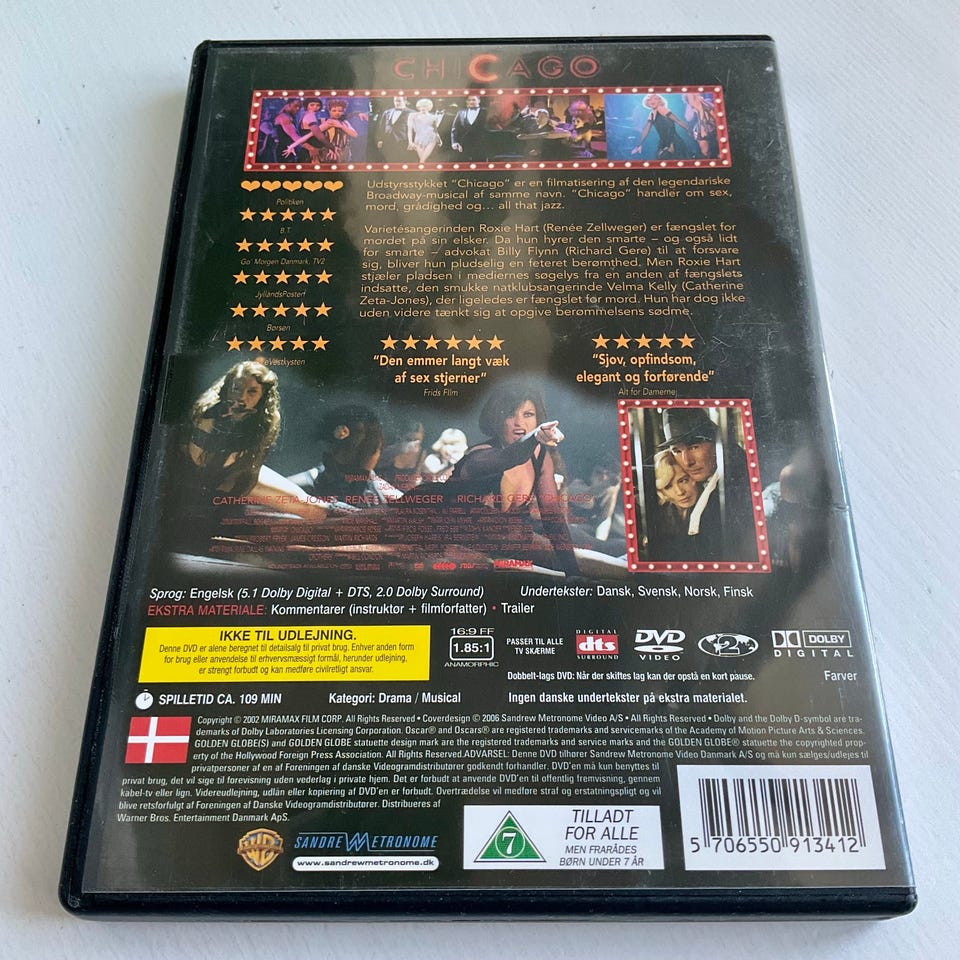 CHICAGO
Politiken
B.T.
Go' Morgen Danmark, TV2
JyllandsPosten
Børsen
Vestkysten
Udstyrsstykket "Chicago" er en filmatisering af den legendariske
Broadway-musical af samme navn. "Chicago" handler om sex,
mord, grådighed og... all that jazz.
Varietésangerinden Roxie Hart (Renée Zellweger) er fængslet for
mordet på sin elsker. Da hun hyrer den smarte – og også lidt
for smarte – advokat Billy Flynn (Richard Gere) til at forsvare
sig, bliver hun pludselig en feteret berømthed. Men Roxie Hart
stjæler pladsen i mediernes søgelys fra en anden af fængslets
indsatte, den smukke natklubsangerinde Velma Kelly (Catherine
Zeta-Jones), der ligeledes er fængslet for mord. Hun har dog ikke
uden videre tænkt sig at opgive berømmelsens sødme.
"Den emmer langt væk
af sex stjerner"
Frids Film
"Sjov, opfindsom,
elegant og forførende"
Alt for Damerne
CATHERINE ZETA-JONES RENÉE ZELLWEGER RICHARD GERE "CHICAGO"
Sprog: Engelsk (5.1 Dolby Digital + DTS, 2.0 Dolby Surround)
Undertekster: Dansk, Svensk, Norsk, Finsk
EKSTRA MATERIALE: Kommentarer (instruktør + filmforfatter) • Trailer
IKKE TIL UDLEJNING.
Denne DVD er alene beregnet til detailsalg til privat brug. Enhver anden form
for brug eller anvendelse til erhvervsmæssigt formål, herunder udlejning,
er strengt forbudt og kan medføre civilretligt ansvar.
16:9 FF
1.85:1
ANAMORPHIC
PASSER TIL ALLE
TV SKÆRME
DIGITAL
dts
SURROUND
DVD
VIDEO
2
DOLBY
DIGITAL
Dobbelt-lags DVD: Når der skiftes lag kan der opstå en kort pause.
Farver
SPILLETID CA. 109 MIN
Kategori: Drama / Musical
Ingen danske undertekster på ekstra materialet.
Copyright © 2002 MIRAMAX FILM CORP. All Rights Reserved • Coverdesign © 2006 Sandrew Metronome Video A/S • All Rights Reserved • Dolby and the Dolby D-symbol are tra-
demarks of Dolby Laboratories Licensing Corporation. Oscar® and Oscars® are registered trademarks and servicemarks of the Academy of Motion Picture Arts & Sciences.
GOLDEN GLOBE(S) and GOLDEN GLOBE statuette design mark are the registered trademarks and service marks and the GOLDEN GLOBE® statuette the copyrighted prop-
erty of the Hollywood Foreign Press Association. All Rights Reserved.ADVARSEL: Denne DVD tilhører Sandrew Metronome Video Danmark A/S og må kun sælges/udlejes til
privatpersoner af en af Foreningen af Danske Videogramdistributører godkendt forhandler. DVD'en må kun benyttes til
privat brug, det vil sige til forevisning uden vederlag i privat hjem. Det er forbudt at anvende DVD'en til offentlig fremvisning, gennem
kabel-tv eller lign. Videreudlejning, udlån eller kopiering af DVD'en er forbudt. Overtrædelse vil medføre straf og erstatningspligt og vil
blive retsforfulgt af Foreningen af Danske Videogramdistributører. Distribueres af
Warner Bros. Entertainment Danmark ApS.
WB
SANDREW METRONOME
www.sandrewmetronome.dk
7
TILLADT
FOR ALLE
MEN FRARÅDES
BØRN UNDER 7 ÅR
5 706550 913412